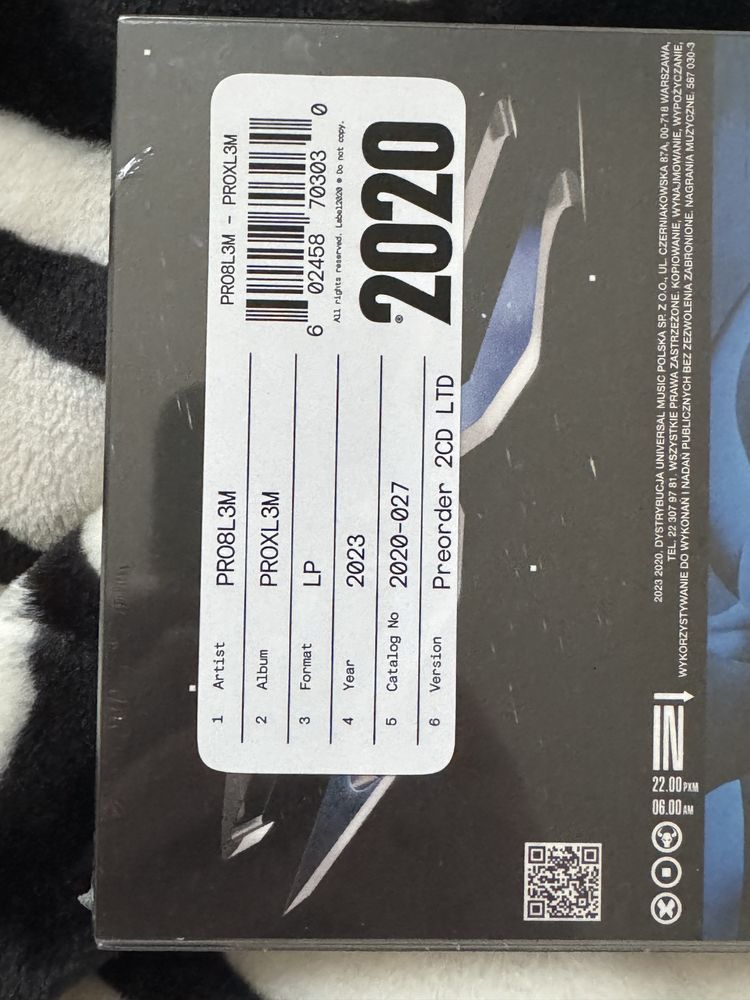 1 Artist PRO8L3M
2 Album PROXL3M
3 Format LP
4 Year 2023
5 Catalog No 2020-027
6 Version Preorder 2CD LTD
PRO8L3M - PROXL3M
6 02458 70303 0
All rights reserved. Label2020 ® Do not copy.
®2020
2023 2020. DYSTRYBUCJA UNIVERSAL MUSIC POLSKA SP. Z O.O., UL. CZERNIAKOWSKA 87A, 00-718 WARSZAWA,
TEL. 22 307 97 81. WSZYSTKIE PRAWA ZASTRZEŻONE. KOPIOWANIE, WYNAJMOWANIE, WYPOŻYCZANIE,
WYKORZYSTYWANIE DO WYKONAŃ I NADAŃ PUBLICZNYCH BEZ ZEZWOLENIA ZABRONIONE. NAGRANIA MUZYCZNE. 587 030-3
IN
22.00 PXM
06.00 AM